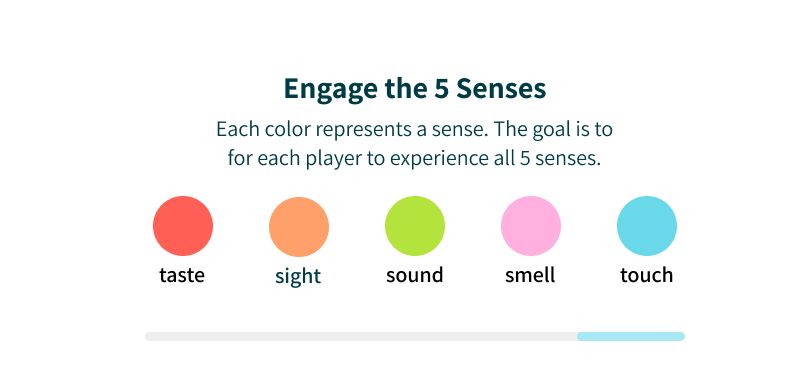 Engage the 5 Senses
Each color represents a sense. The goal is to
for each player to experience all 5 senses.
taste sight sound smell touch